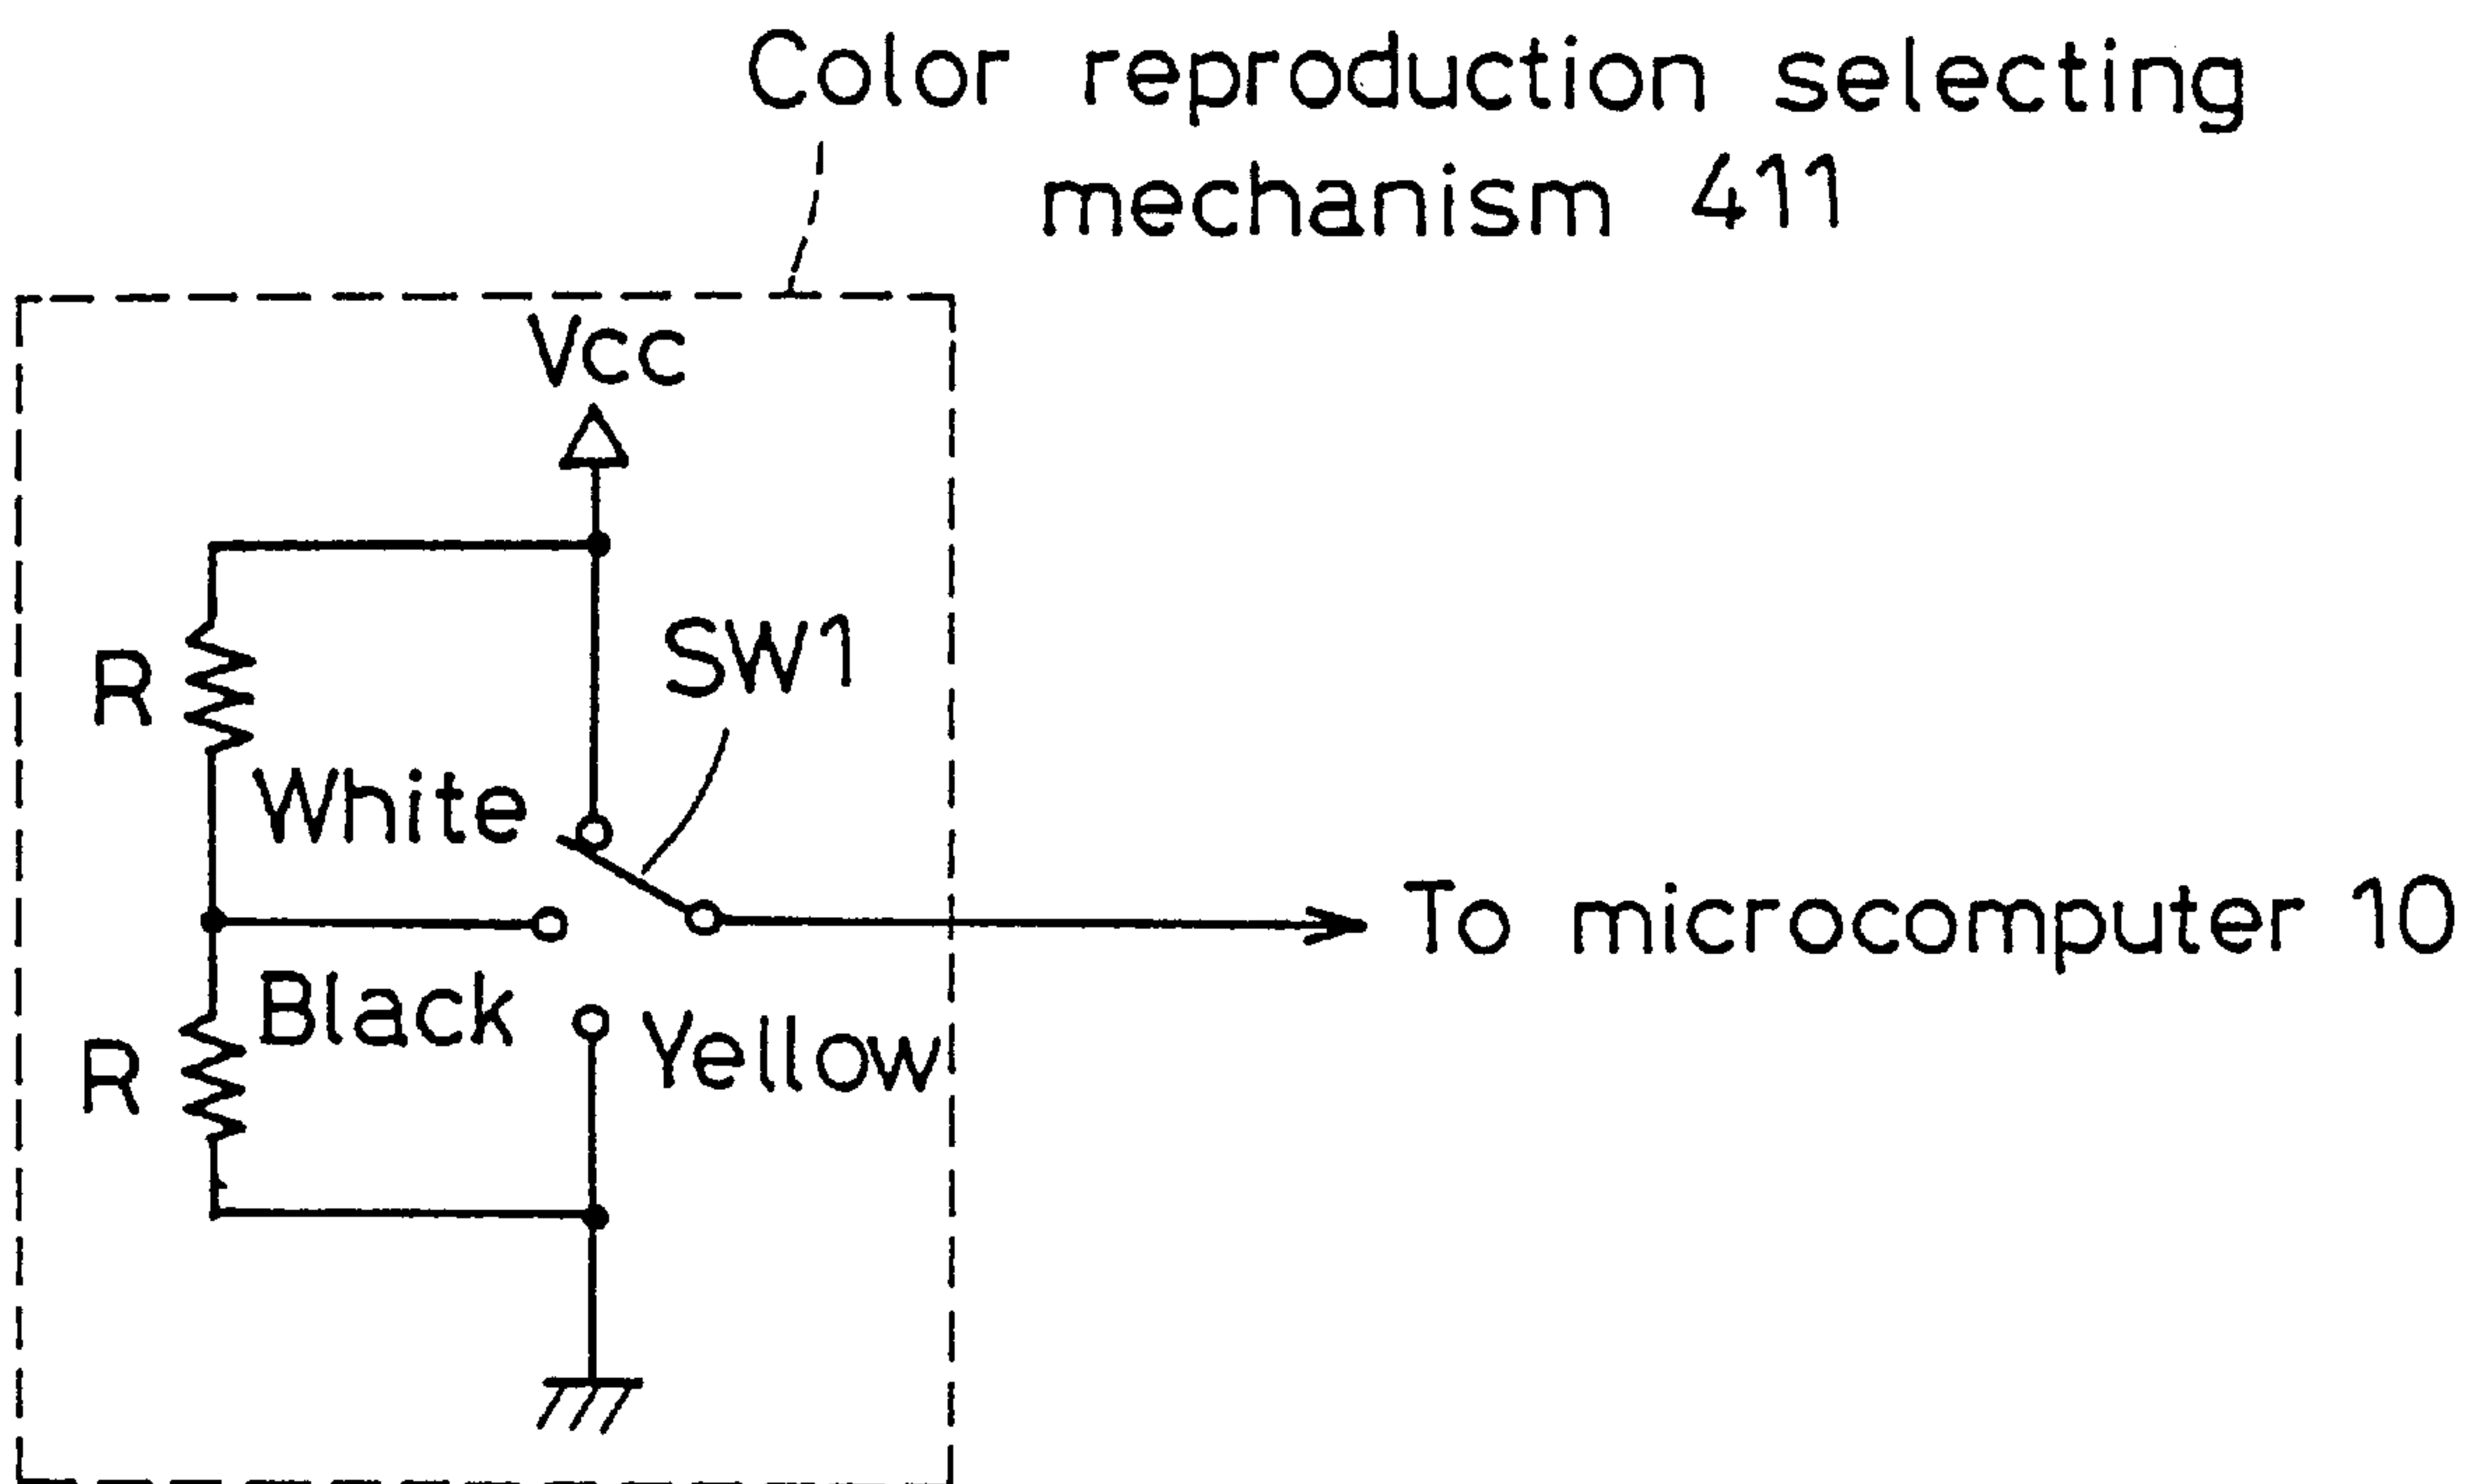 Color reproduction selecting
mechanism 411
Vcc
SW1
R
White
To microcomputer 10
Black
Yellow
R